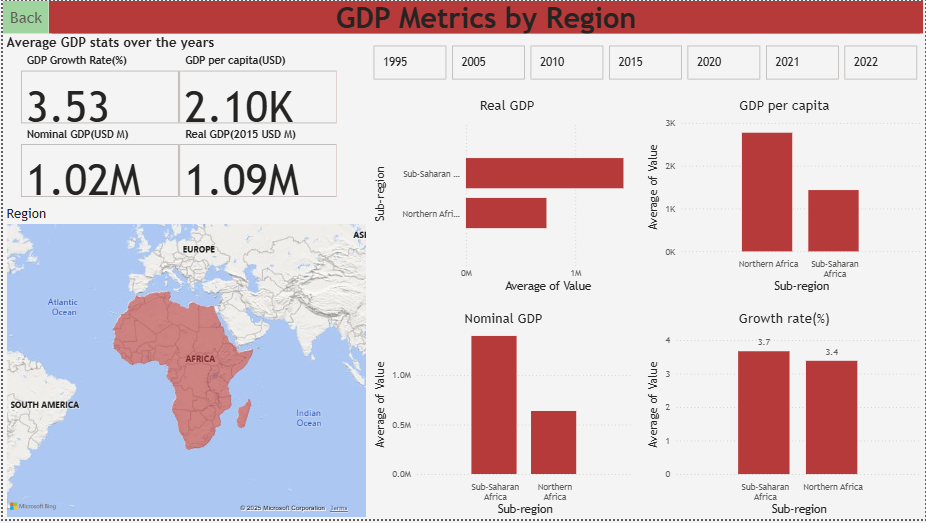 Back
GDP Metrics by Region
Average GDP stats over the years
GDP Growth Rate(%)
GDP per capita(USD)
3.53
2.10K
Nominal GDP(USD M)
Real GDP(2015 USD M)
1.02M
1.09M
1995
2005
2010
2015
2020
2021
2022
Region
EUROPE
ASI
Atlantic
Ocean
AFRICA
SOUTH AMERICA
Indian
Ocean
Microsoft Bing
© 2025 Microsoft Corporation Terms
Real GDP
Sub-region
Sub-Saharan ...
Northern Afri...
0M
1M
Average of Value
GDP per capita
Average of Value
3K
2K
1K
0K
Northern Africa
Sub-Saharan
Africa
Sub-region
Nominal GDP
Average of Value
1.0M
0.5M
0.0M
Sub-Saharan
Africa
Northern
Africa
Sub-region
Growth rate(%)
Average of Value
4
3
2
1
0
3.7
3.4
Sub-Saharan
Africa
Northern Africa
Sub-region